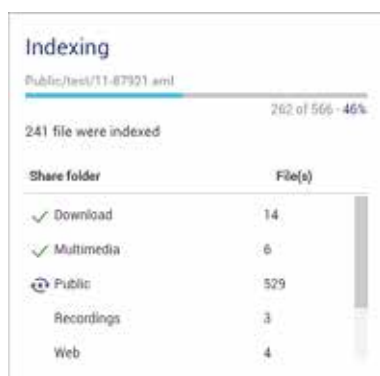 Indexing
Public/test/11-87921.eml
262 of 566 - 46%
241 file were indexed
Share folder File(s)
Download 14
Multimedia 6
Public 529
Recordings 3
Web 4